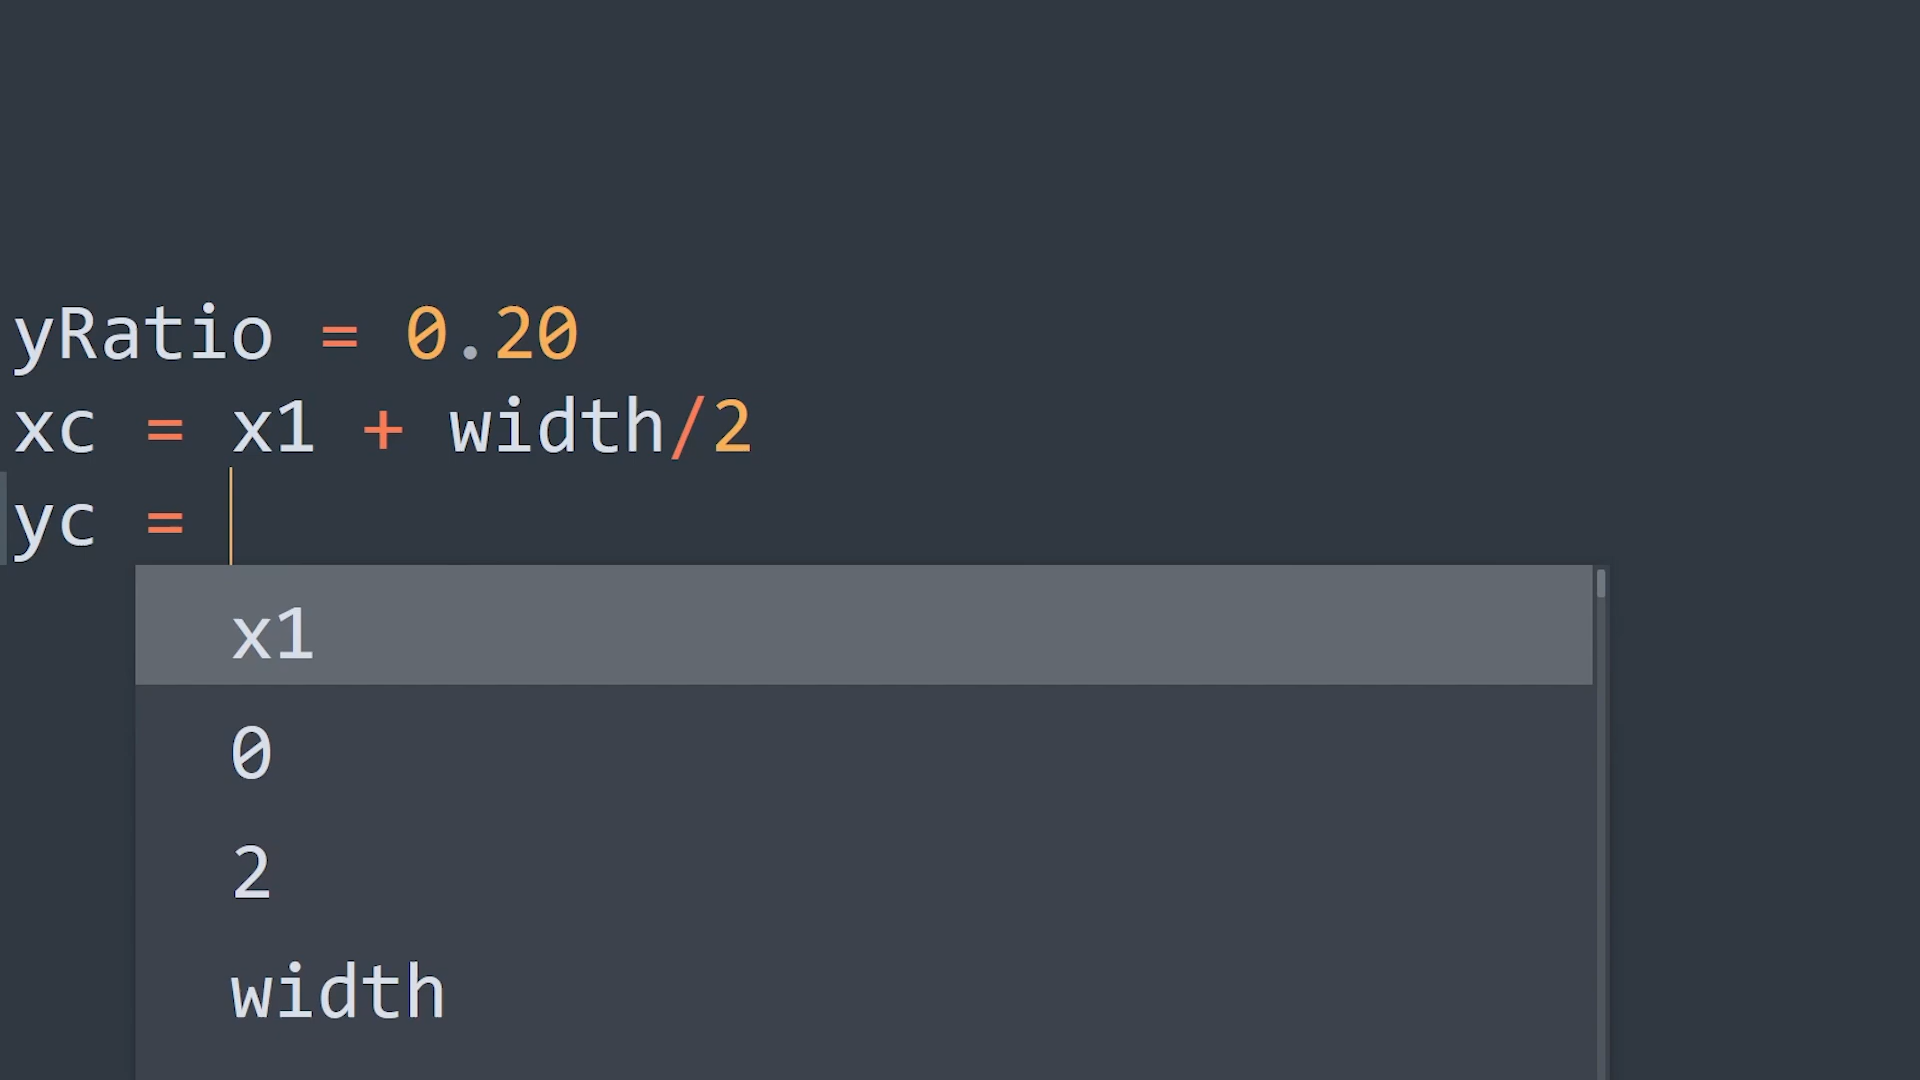 yRatio = 0.20
xc = x1 + width/2
yc =
x1
0
2
width